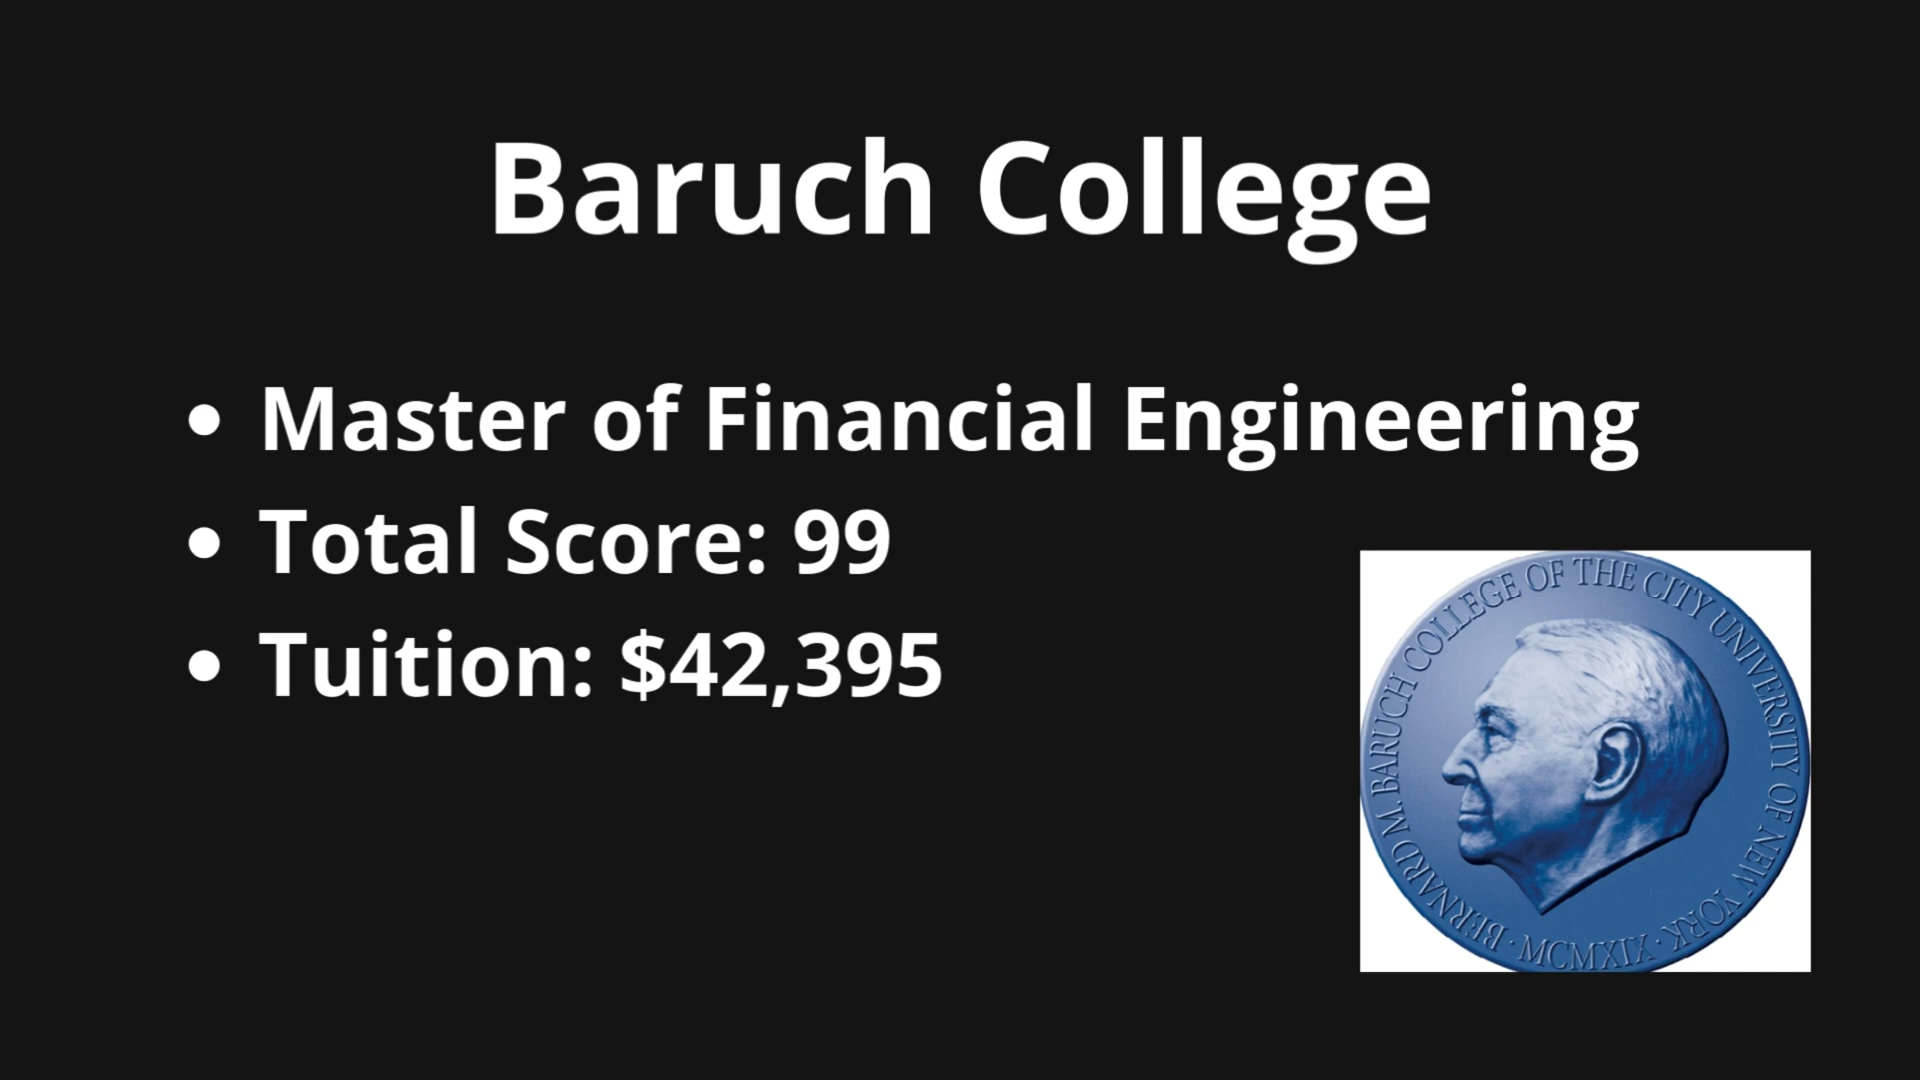 Baruch College
• Master of Financial Engineering
• Total Score: 99
• Tuition: $42,395
BERNARD M. BARUCH COLLEGE OF THE CITY UNIVERSITY OF NEW YORK · MCMXIX ·